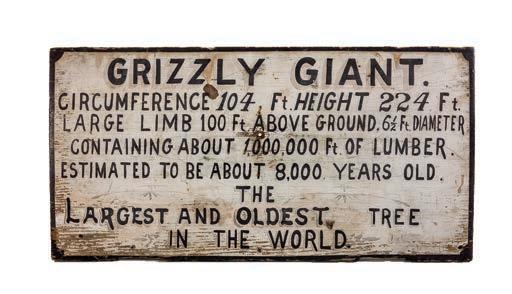 GRIZZLY GIANT.
CIRCUMFERENCE 104 Ft. HEIGHT 224 Ft.
LARGE LIMB 100 Ft. ABOVE GROUND. 6½ Ft. DIAMETER
CONTAINING ABOUT 1,000,000 Ft. OF LUMBER.
ESTIMATED TO BE ABOUT 8,000 YEARS OLD.
THE
LARGEST AND OLDEST TREE
IN THE WORLD.